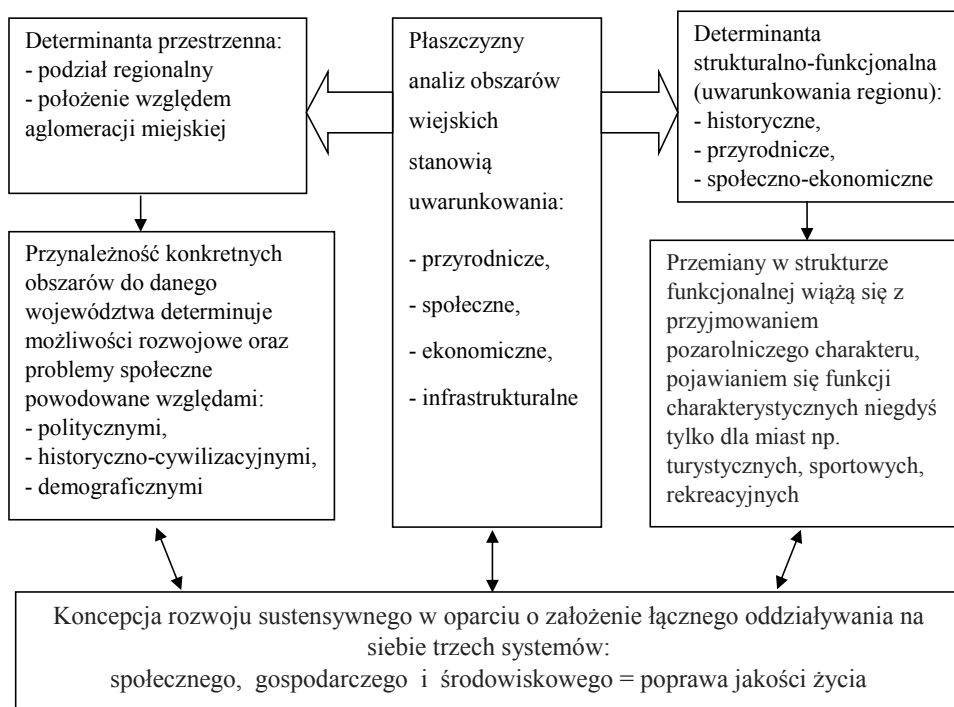 Determinanta przestrzenna:
- podział regionalny
- położenie względem
aglomeracji miejskiej
Przynależność konkretnych
obszarów do danego
województwa determinuje
możliwości rozwojowe oraz
problemy społeczne
powodowane względami:
- politycznymi,
- historyczno-cywilizacyjnymi,
- demograficznymi
Płaszczyzny
analiz obszarów
wiejskich
stanowią
uwarunkowania:
- przyrodnicze,
- społeczne,
- ekonomiczne,
- infrastrukturalne
Determinanta
strukturalno-funkcjonalna
(uwarunkowania regionu):
- historyczne,
- przyrodnicze,
- społeczno-ekonomiczne
Przemiany w strukturze
funkcjonalnej wiążą się z
przyjmowaniem
pozarolniczego charakteru,
pojawianiem się funkcji
charakterystycznych niegdyś
tylko dla miast np.
turystycznych, sportowych,
rekreacyjnych
Koncepcja rozwoju sustensywnego w oparciu o założenie łącznego oddziaływania na
siebie trzech systemów:
społecznego, gospodarczego i środowiskowego = poprawa jakości życia